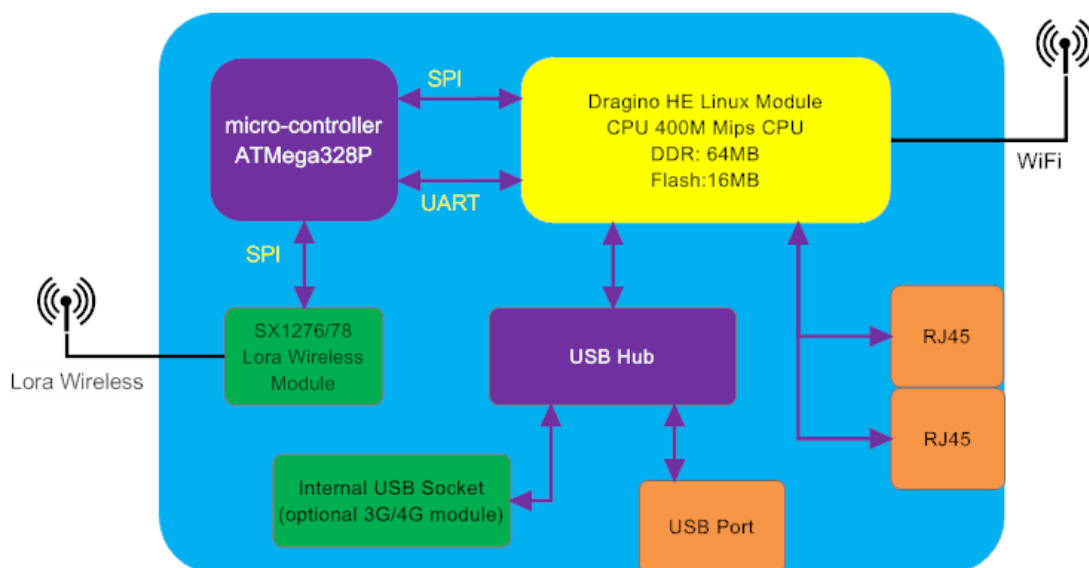 SPI
micro-controller
ATMega328P
Dragino HE Linux Module
CPU 400M Mips CPU
DDR: 64MB
Flash:16MB
WiFi
UART
SPI
SX1276/78
Lora Wireless
Module
Lora Wireless
USB Hub
RJ45
RJ45
Internal USB Socket
(optional 3G/4G module)
USB Port